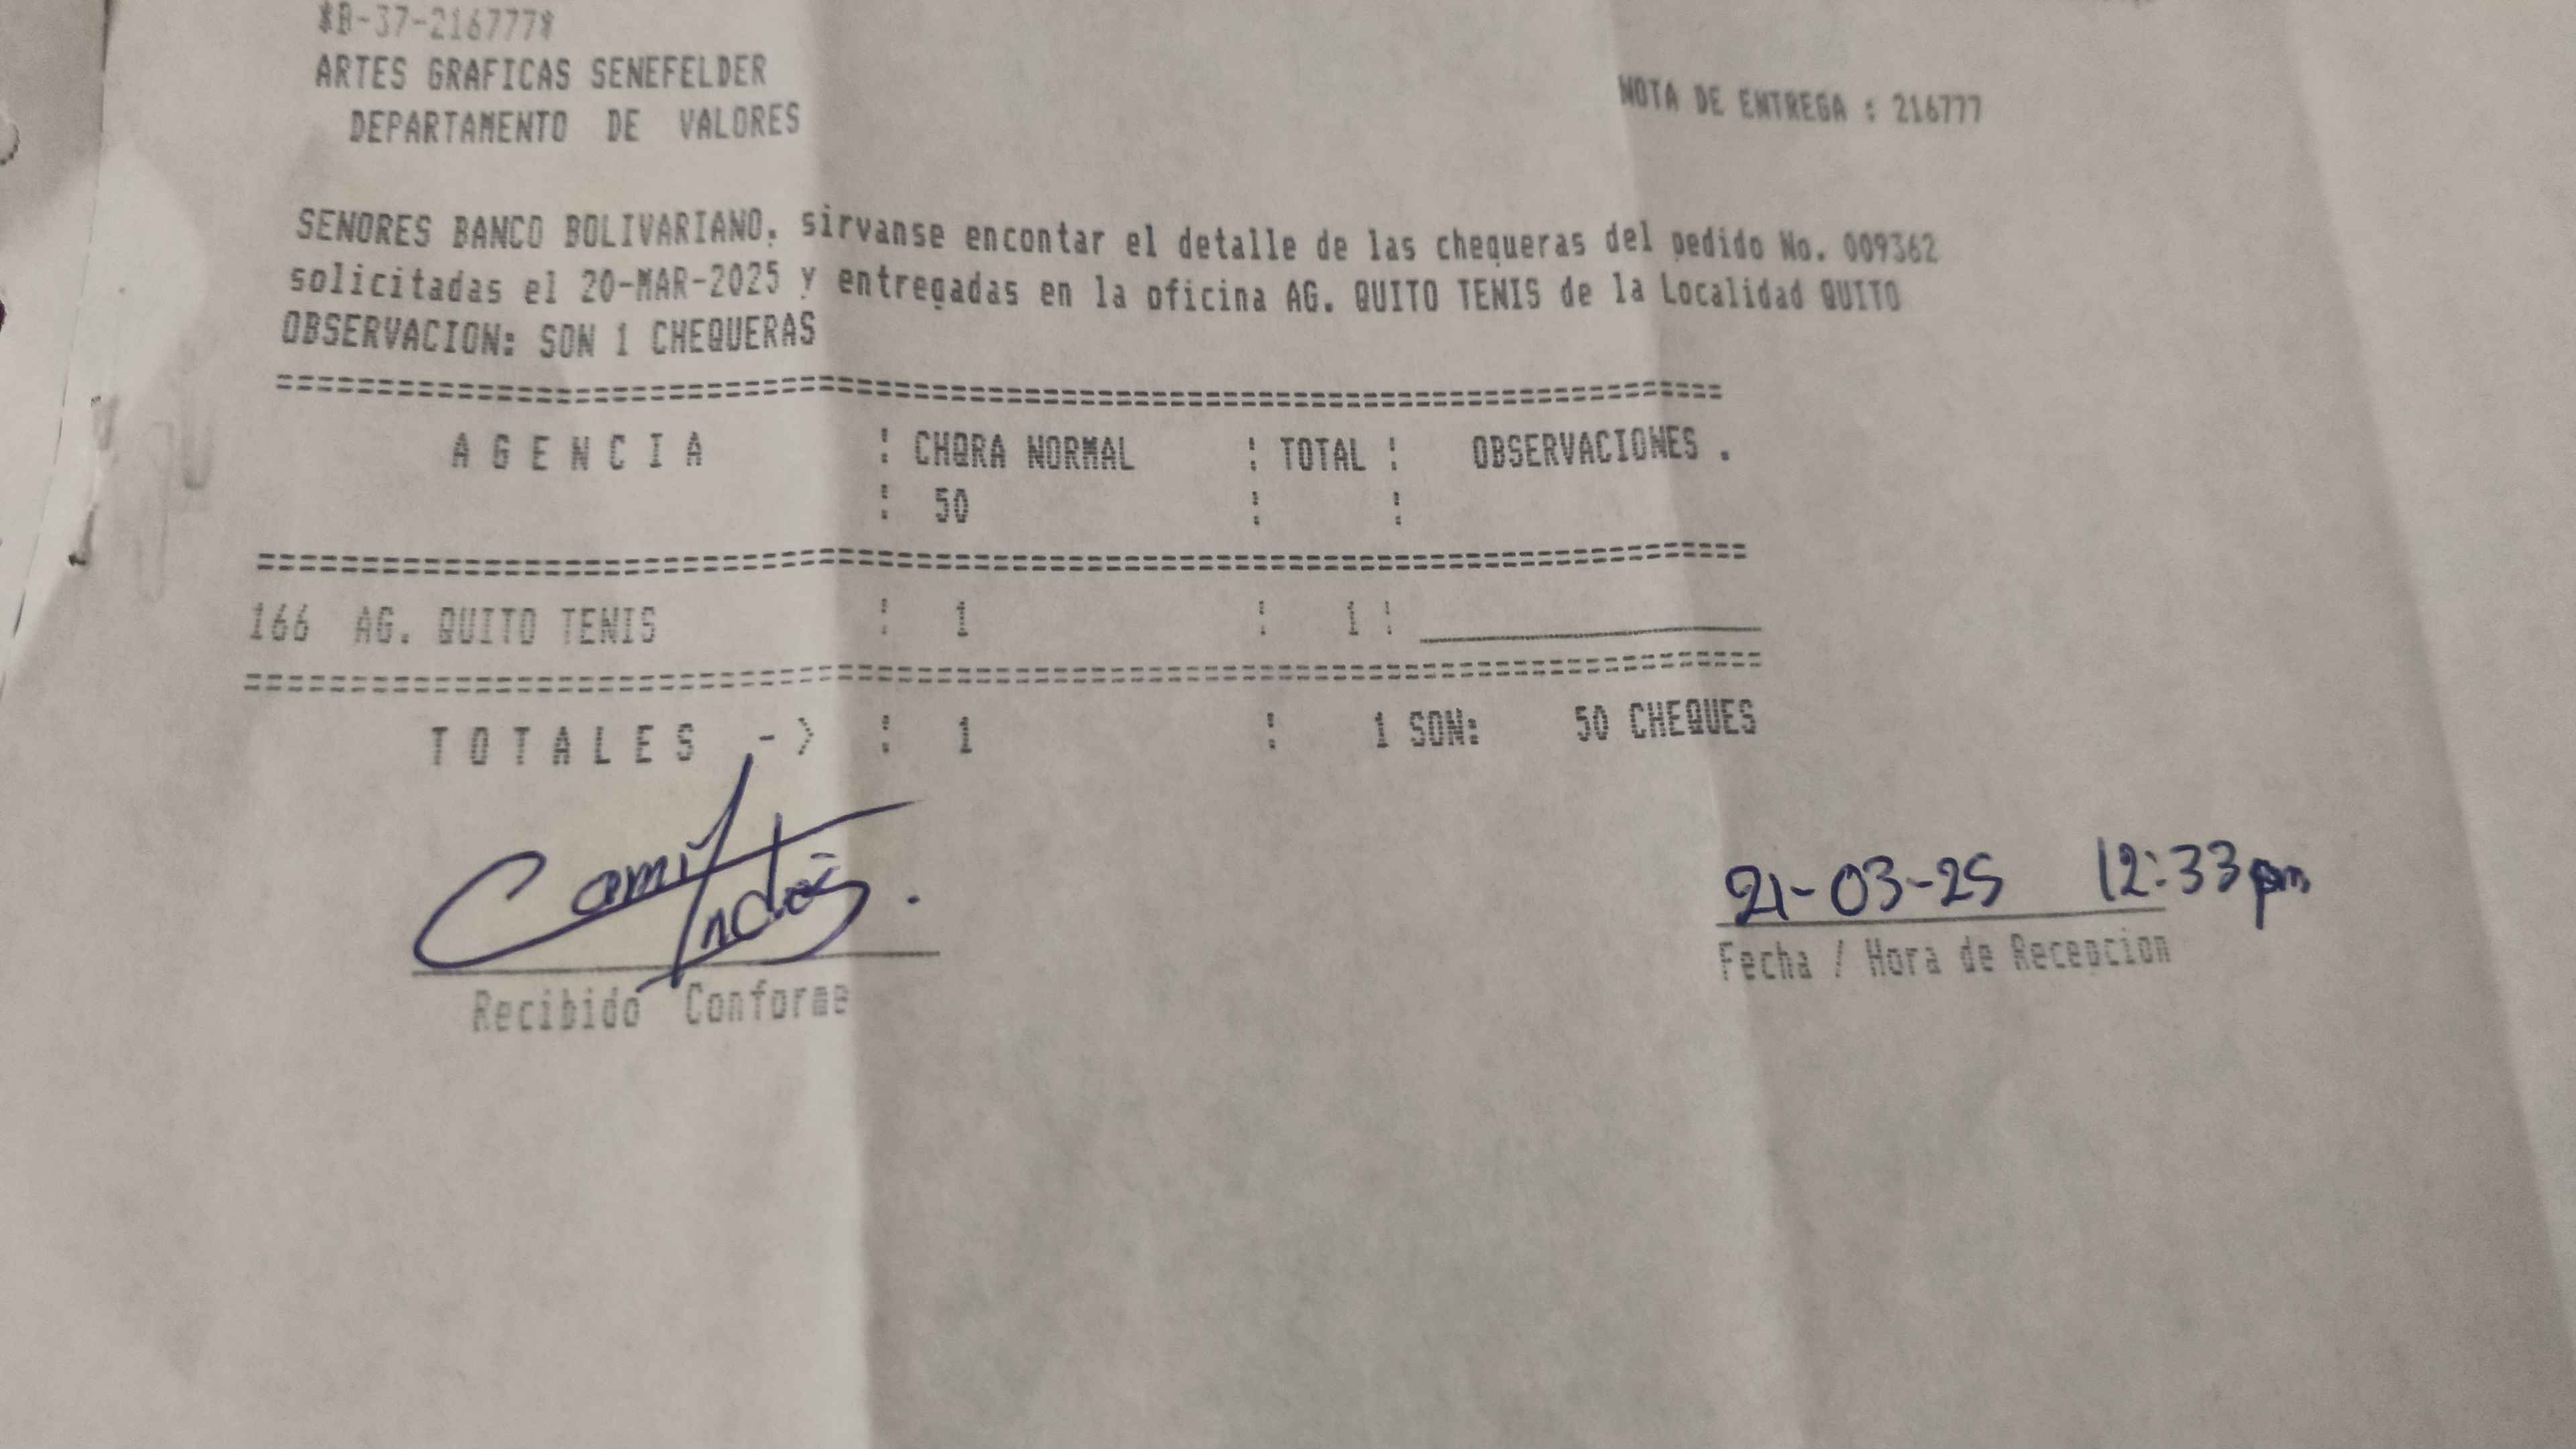 *B-37-216777*
ARTES GRAFICAS SENEFELDER
NOTA DE ENTREGA : 216777
DEPARTAMENTO DE VALORES
SENORES BANCO BOLIVARIANO, sirvanse encontar el detalle de las chequeras del pedido No. 009362
solicitadas el 20-MAR-2025 y entregadas en la oficina AG. QUITO TENIS de la Localidad QUITO
OBSERVACION: SON 1 CHEQUERAS
A G E N C I A : CHQRA NORMAL : TOTAL : OBSERVACIONES .
: 50 : :
166 AG. QUITO TENIS : 1 : 1 :
T O T A L E S -> : 1 : 1 SON: 50 CHEQUES
21-03-25 12:33 pm
Recibido Conforme
Fecha / Hora de Recepcion